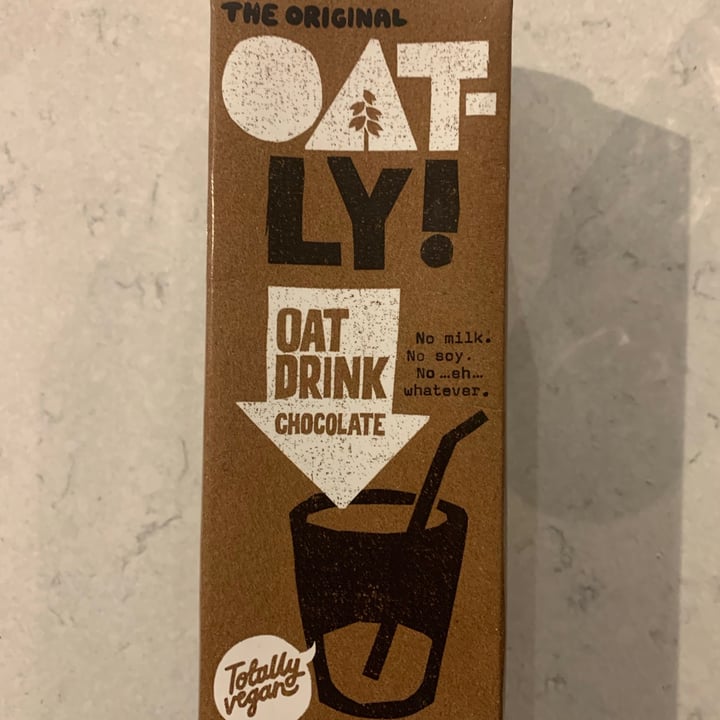 THE ORIGINAL
OAT-
LY!
OAT
DRINK
CHOCOLATE
No milk.
No soy.
No ...eh...
whatever.
Totally
vegan